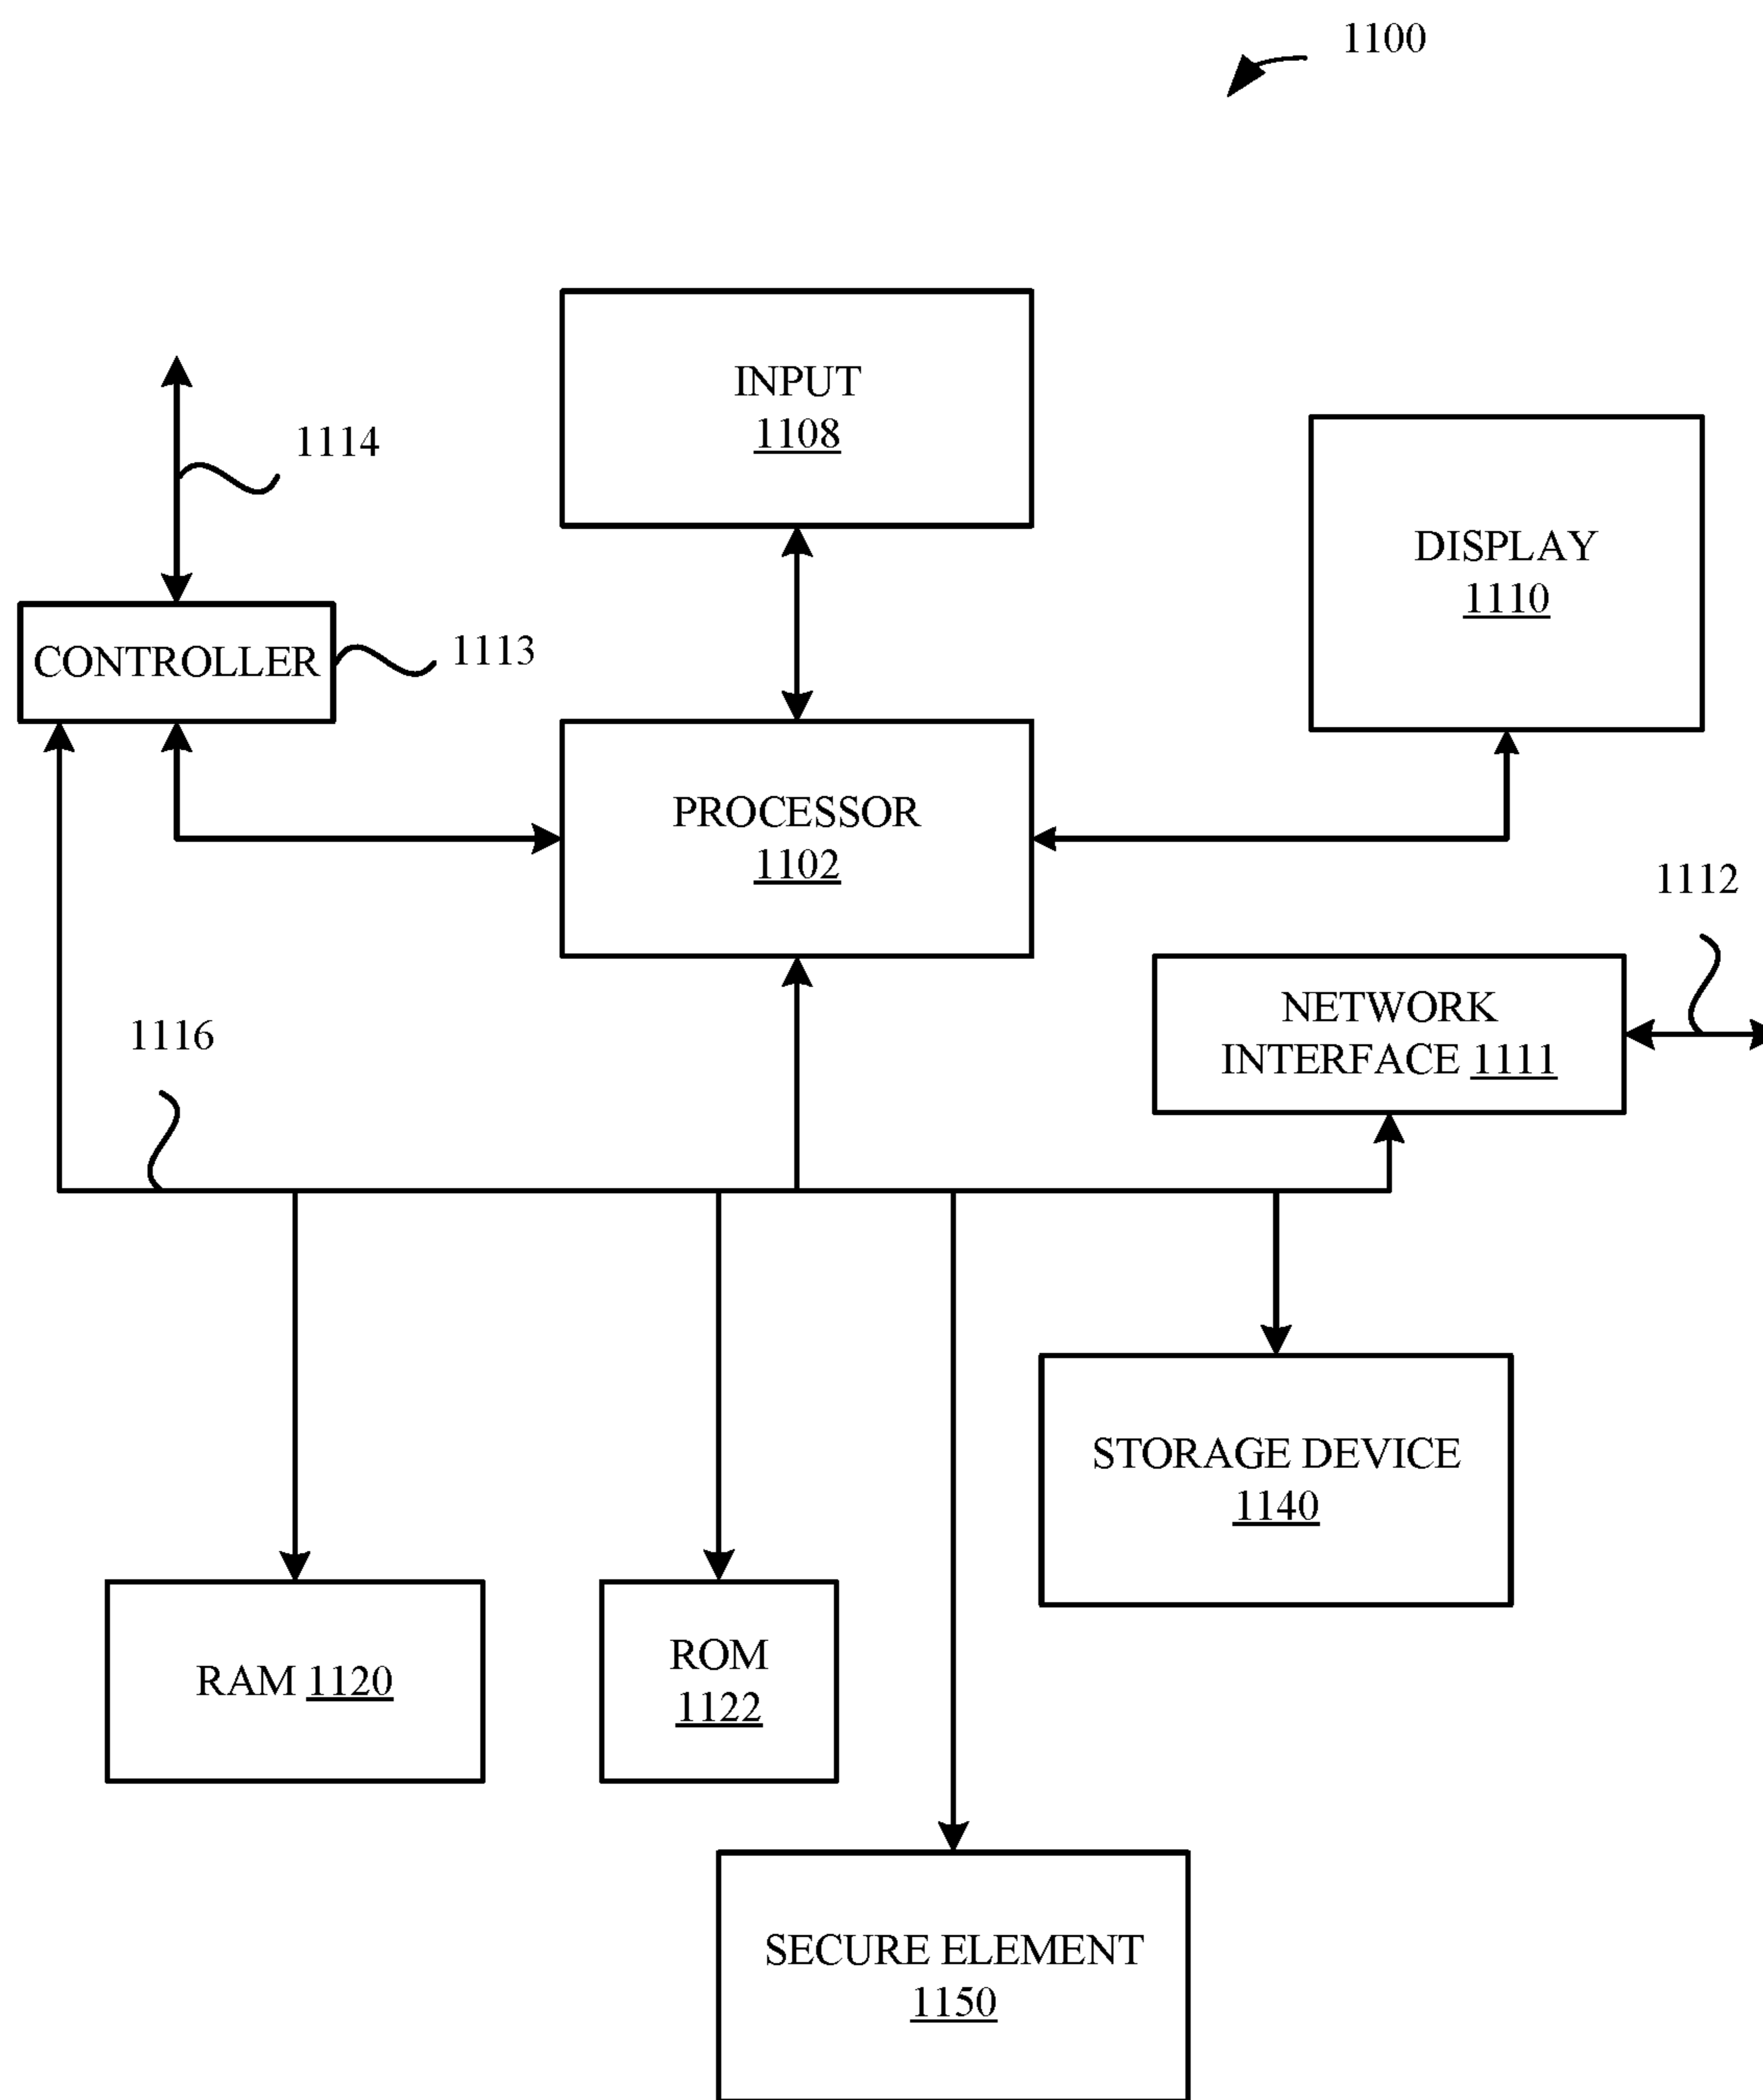 1100
INPUT
1108
1114
DISPLAY
1110
CONTROLLER
1113
PROCESSOR
1102
1112
NETWORK
INTERFACE 1111
1116
STORAGE DEVICE
1140
RAM 1120
ROM
1122
SECURE ELEMENT
1150